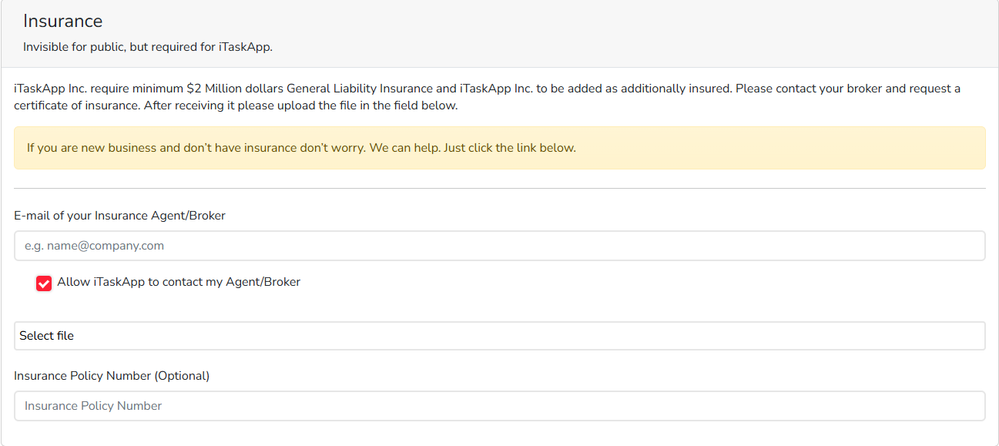 Insurance
Invisible for public, but required for iTaskApp.
iTaskApp Inc. require minimum $2 Million dollars General Liability Insurance and iTaskApp Inc. to be added as additionally insured. Please contact your broker and request a
certificate of insurance. After receiving it please upload the file in the field below.
If you are new business and don’t have insurance don’t worry. We can help. Just click the link below.
E-mail of your Insurance Agent/Broker
e.g. name@company.com
Allow iTaskApp to contact my Agent/Broker
Select file
Insurance Policy Number (Optional)
Insurance Policy Number